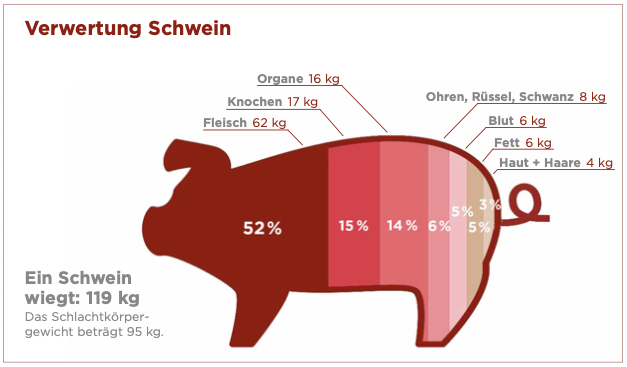 Verwertung Schwein
Organe 16 kg
Knochen 17 kg
Fleisch 62 kg
Ohren, Rüssel, Schwanz 8 kg
Blut 6 kg
Fett 6 kg
Haut + Haare 4 kg
52%
15%
14%
6%
5%
5%
3%
Ein Schwein
wiegt: 119 kg
Das Schlachtkörper-
gewicht beträgt 95 kg.